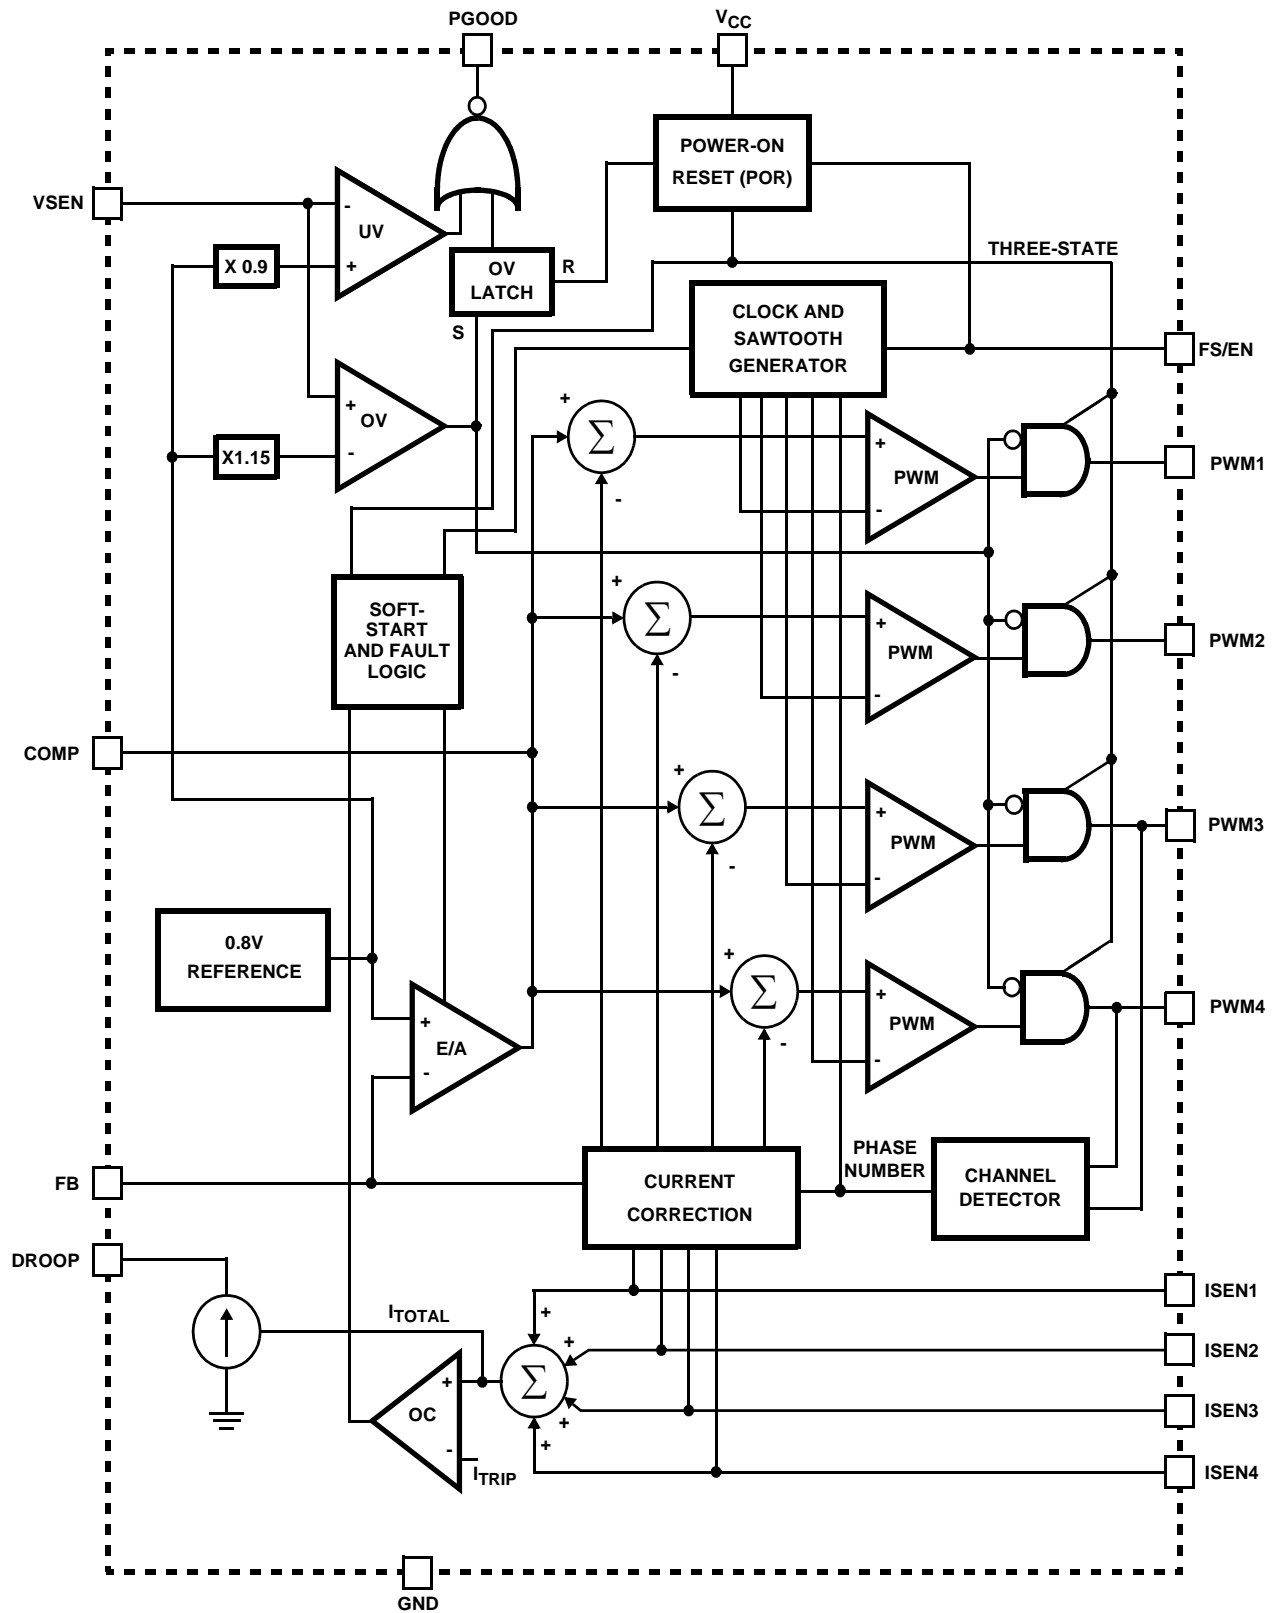 PGOOD
VCC
POWER-ON
RESET (POR)
VSEN
-
UV
+
X 0.9
OV
LATCH
R
S
THREE-STATE
CLOCK AND
SAWTOOTH
GENERATOR
FS/EN
+
OV
-
X1.15
+
Σ
-
+
PWM
-
PWM1
SOFT-
START
AND FAULT
LOGIC
+
Σ
-
+
PWM
-
PWM2
COMP
+
Σ
-
+
PWM
-
PWM3
0.8V
REFERENCE
+
Σ
-
+
PWM
-
PWM4
+
E/A
-
FB
CURRENT
CORRECTION
PHASE
NUMBER
CHANNEL
DETECTOR
DROOP
ISEN1
ITOTAL
+
+
ISEN2
Σ
+
OC
-
ITRIP
+
+
ISEN3
ISEN4
GND